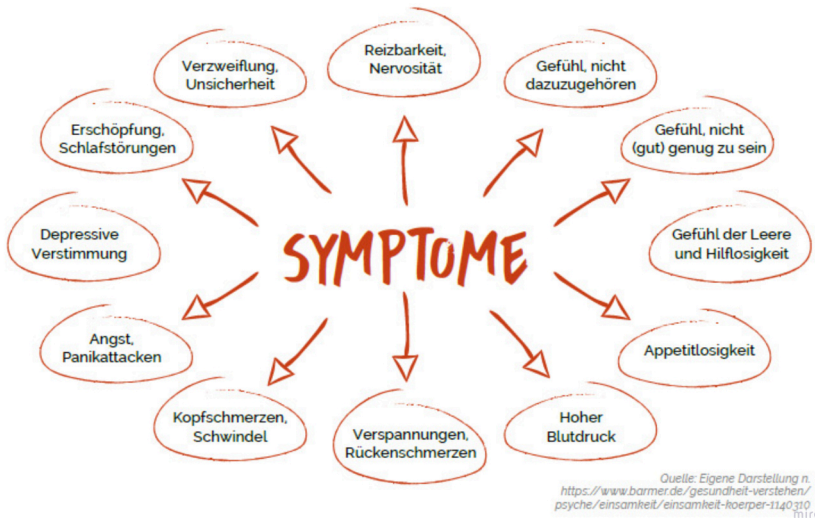 Reizbarkeit,
Nervosität
Verzweiflung,
Unsicherheit
Gefühl, nicht
dazuzugehören
Erschöpfung,
Schlafstörungen
Gefühl, nicht
(gut) genug zu sein
Depressive
Verstimmung
SYMPTOME
Gefühl der Leere
und Hilflosigkeit
Angst,
Panikattacken
Appetitlosigkeit
Kopfschmerzen,
Schwindel
Verspannungen,
Rückenschmerzen
Hoher
Blutdruck
Quelle: Eigene Darstellung n.
https://www.barmer.de/gesundheit-verstehen/
psyche/einsamkeit/einsamkeit-koerper-1140310